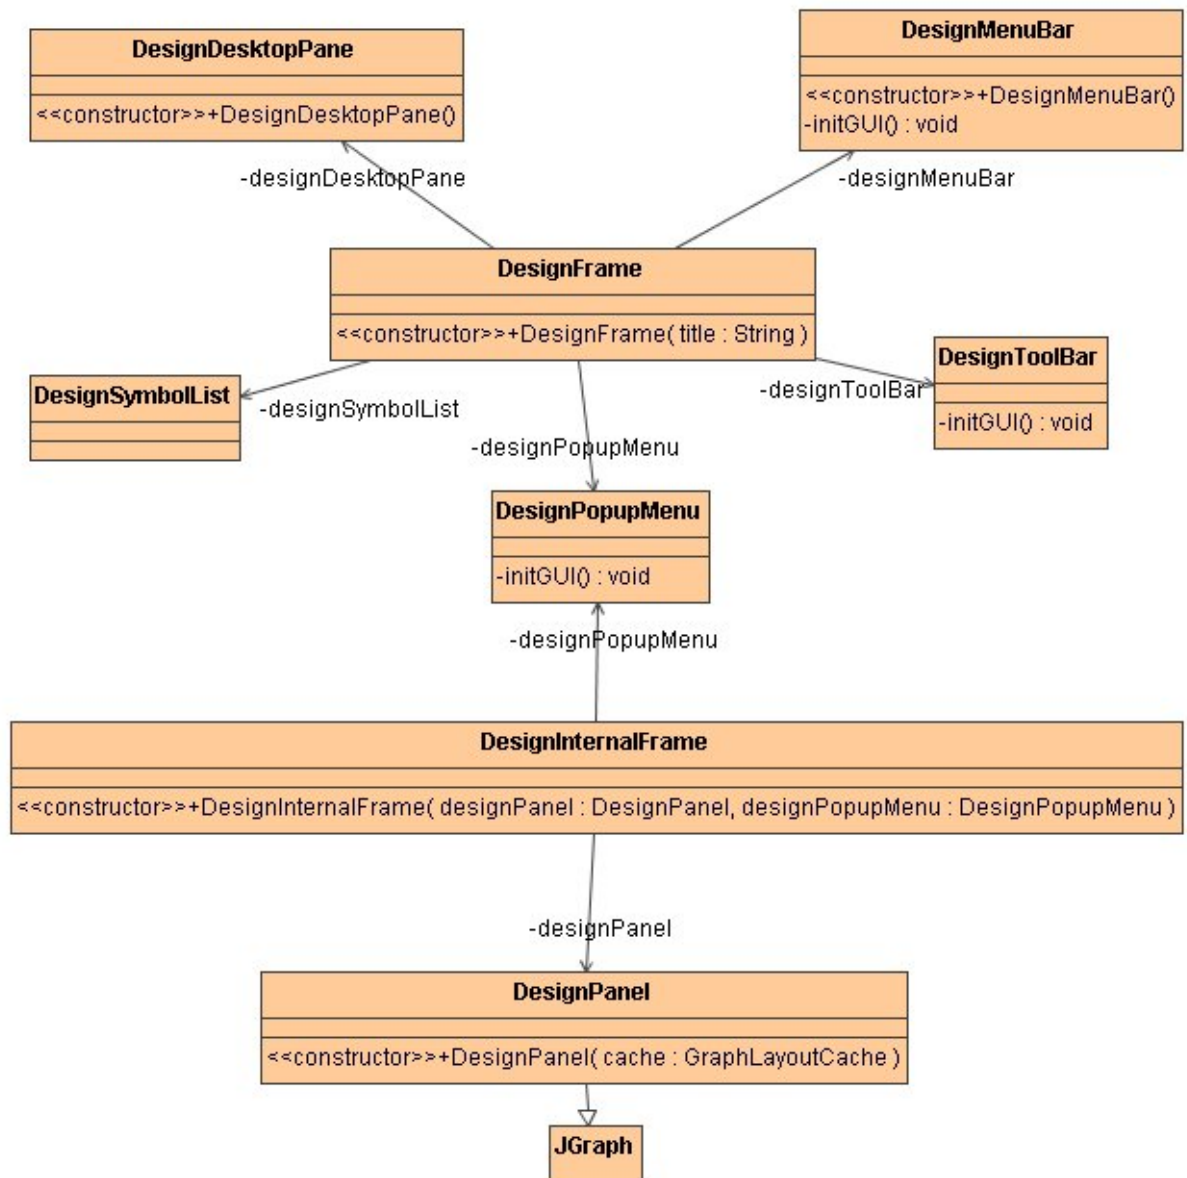 DesignDesktopPane
<<constructor>>+DesignDesktopPane()
DesignMenuBar
<<constructor>>+DesignMenuBar()
-initGUI() : void
-designDesktopPane
-designMenuBar
DesignFrame
<<constructor>>+DesignFrame( title : String )
DesignSymbolList
-designSymbolList
-designToolBar
DesignToolBar
-initGUI() : void
-designPopupMenu
DesignPopupMenu
-initGUI() : void
-designPopupMenu
DesignInternalFrame
<<constructor>>+DesignInternalFrame( designPanel : DesignPanel, designPopupMenu : DesignPopupMenu )
-designPanel
DesignPanel
<<constructor>>+DesignPanel( cache : GraphLayoutCache )
JGraph